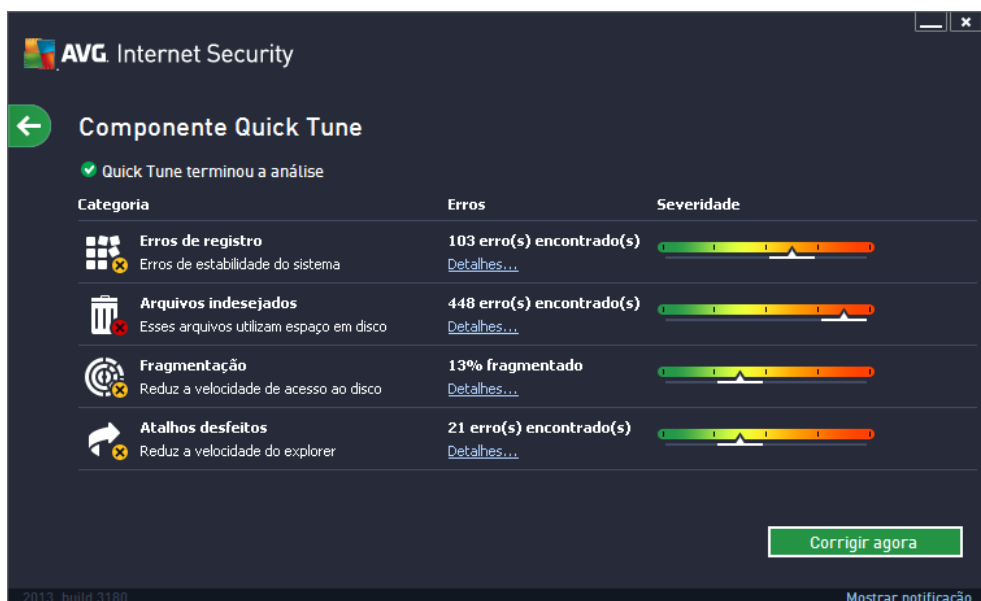 AVG. Internet Security
Componente Quick Tune
Quick Tune terminou a análise
Categoria Erros Severidade
Erros de registro 103 erro(s) encontrado(s)
Erros de estabilidade do sistema Detalhes...
Arquivos indesejados 448 erro(s) encontrado(s)
Esses arquivos utilizam espaço em disco Detalhes...
Fragmentação 13% fragmentado
Reduz a velocidade de acesso ao disco Detalhes...
Atalhos desfeitos 21 erro(s) encontrado(s)
Reduz a velocidade do explorer Detalhes...
Corrigir agora
2013 build 3180 Mostrar notificação